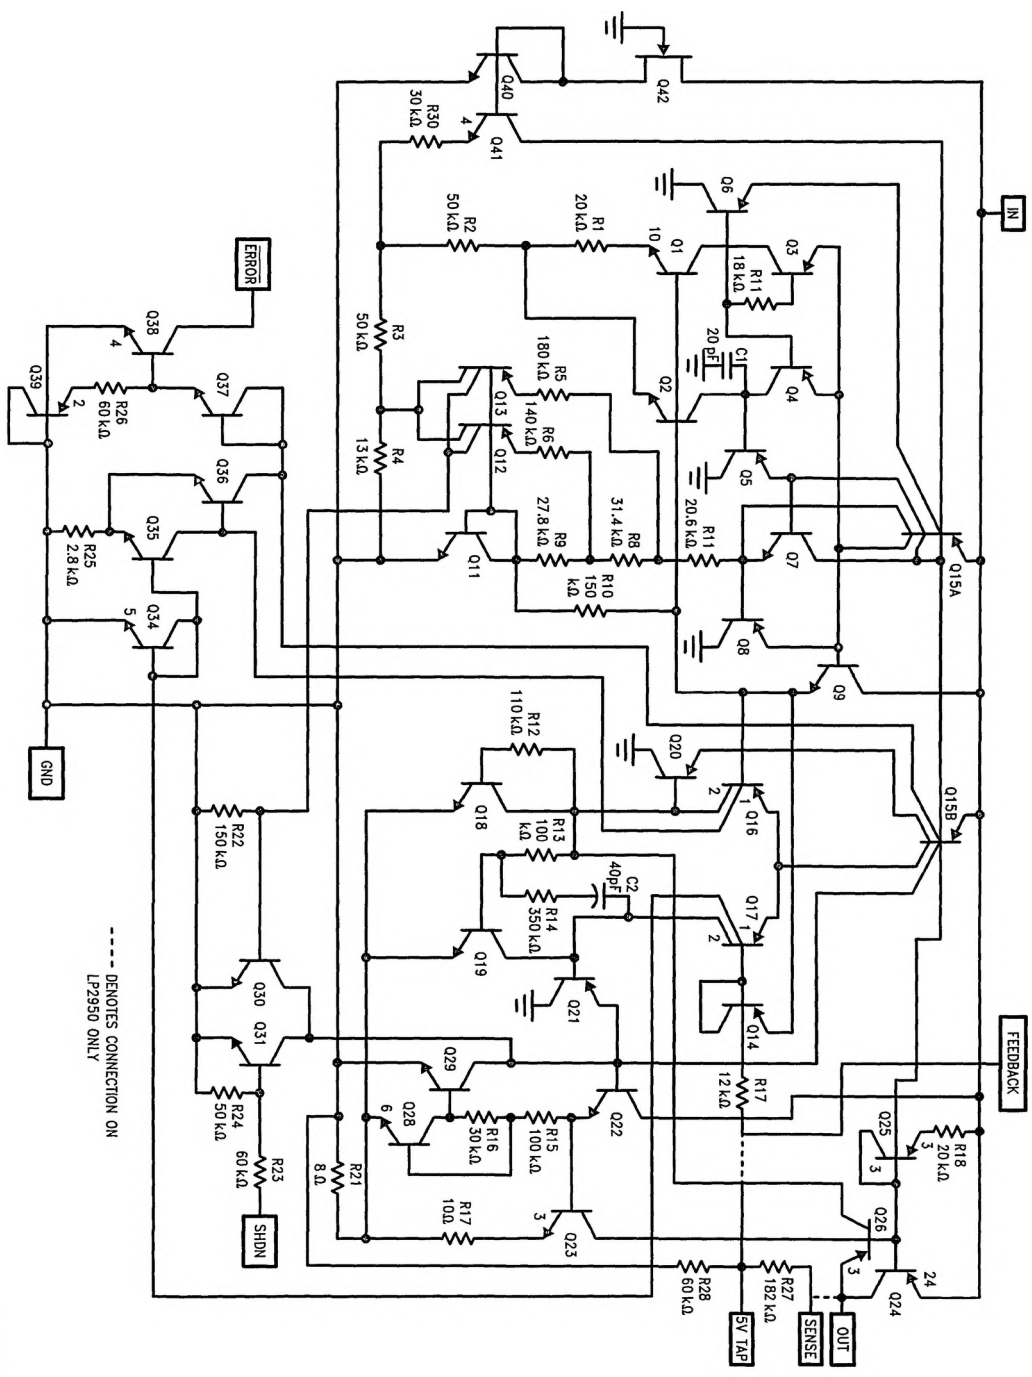 IN
FEEDBACK
R18
20 kΩ
3
Q25
3
Q15A
Q15B
Q26
3
24
Q24
OUT
SENSE
R27
182 kΩ
5V TAP
R28
60 kΩ
Q42
Q40
Q41
4
R30
30 kΩ
Q6
Q3
R11
18 kΩ
Q4
C1
20 pF
Q5
Q7
Q8
Q9
R11
20.6 kΩ
Q1
10
Q2
R1
20 kΩ
R2
50 kΩ
R8
31.4 kΩ
R10
150
kΩ
R9
27.8 kΩ
R5
180 kΩ
R6
140 kΩ
Q13
Q12
Q11
R3
50 kΩ
R4
13 kΩ
Q20
Q16
1
2
Q17
1
2
Q14
R17
12 kΩ
R12
110 kΩ
R13
100
kΩ
C2
40pF
R14
350 kΩ
Q18
Q19
Q21
Q22
R15
100 kΩ
R16
30 kΩ
Q29
Q28
6
Q23
3
R17
10Ω
R21
8 Ω
ERROR
Q38
4
Q37
Q39
2
R26
60 kΩ
Q36
Q35
R25
2.8 kΩ
Q34
5
GND
R22
150 kΩ
Q30
Q31
R24
50 kΩ
R23
60 kΩ
SHDN
---- DENOTES CONNECTION ON
LP2950 ONLY